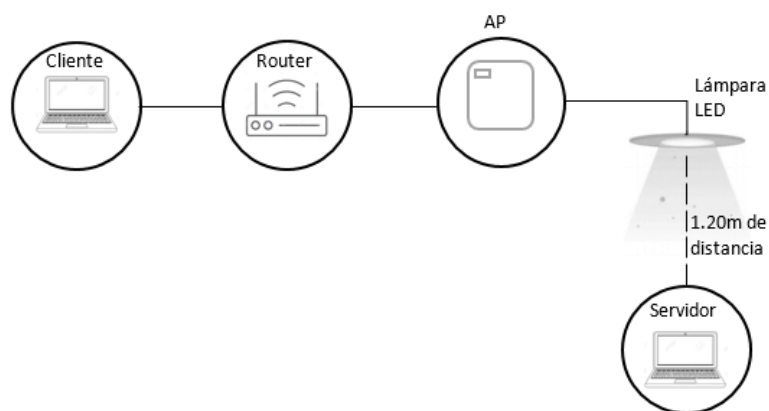 Cliente
Router
AP
Lámpara
LED
1.20m de
distancia
Servidor